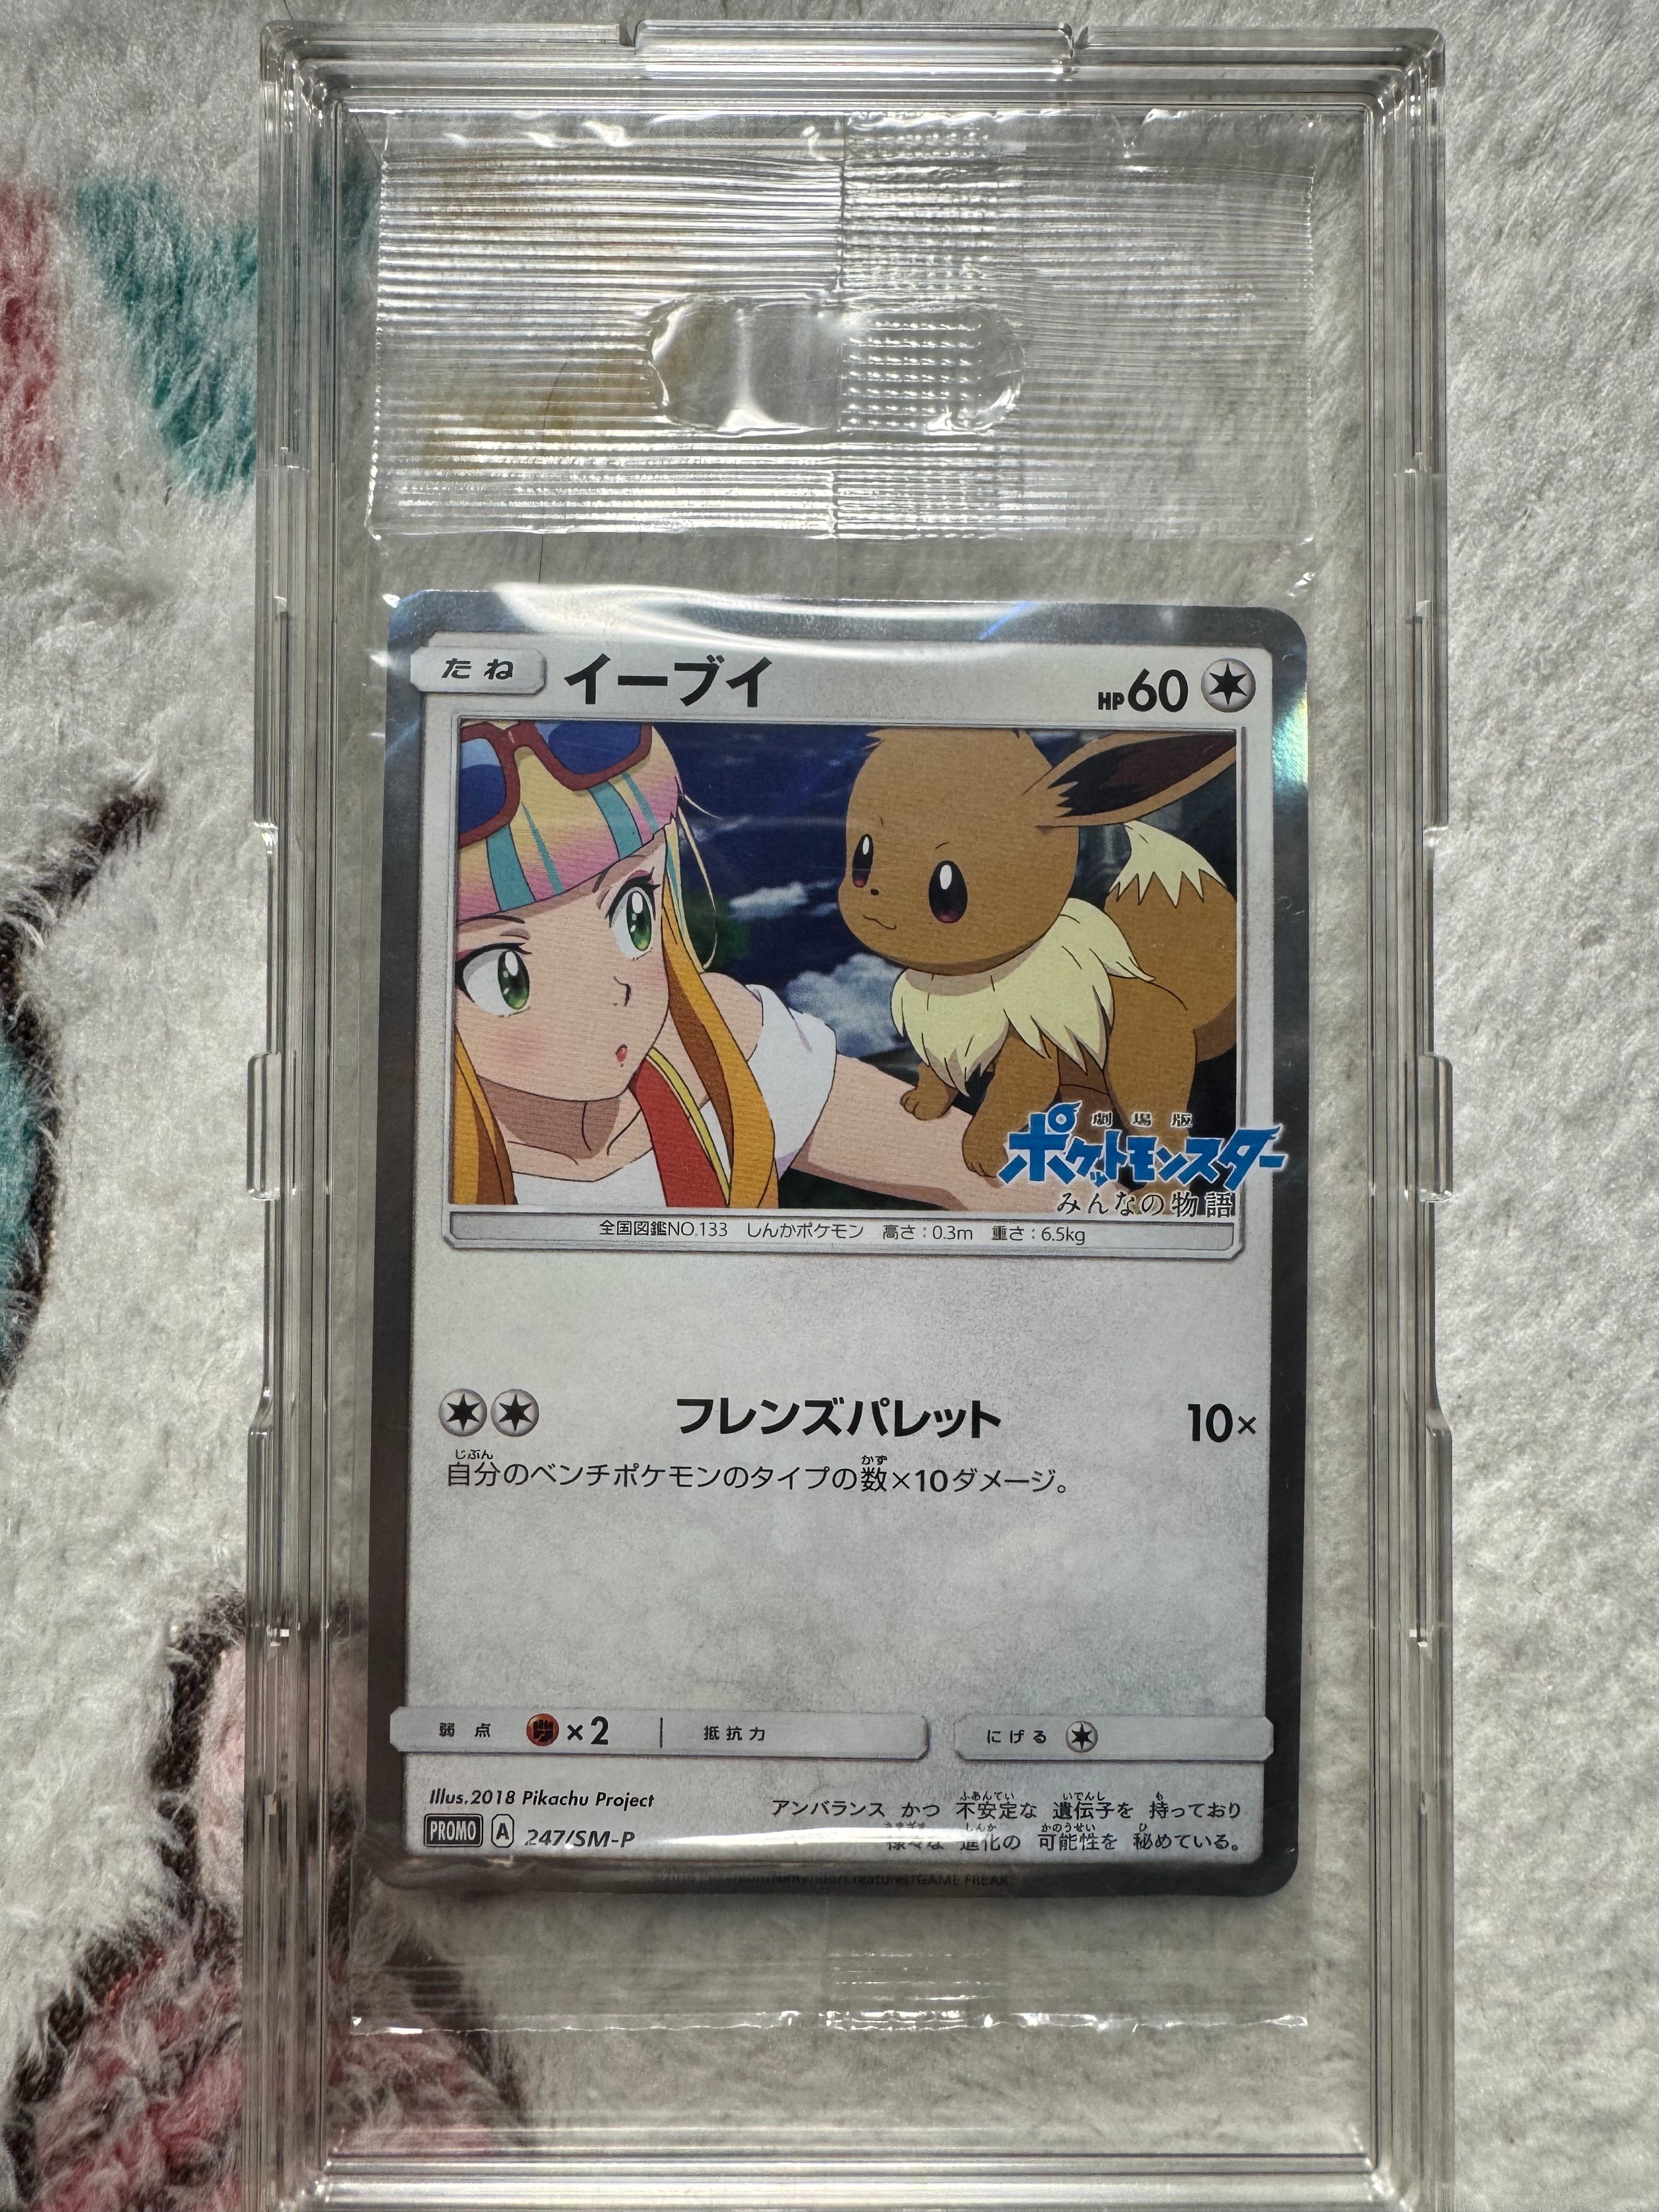 たね イーブイ HP60
劇場版
ポケットモンスター
みんなの物語
全国図鑑NO.133 しんかポケモン 高さ：0.3m 重さ：6.5kg
フレンズパレット 10×
自分のベンチポケモンのタイプの数×10ダメージ。
弱点 ×2 抵抗力 にげる
Illus.2018 Pikachu Project
PROMO A 247/SM-P
アンバランス かつ 不安定な 遺伝子を 持っており
様々な 進化の 可能性を 秘めている。
/GAME FREAK